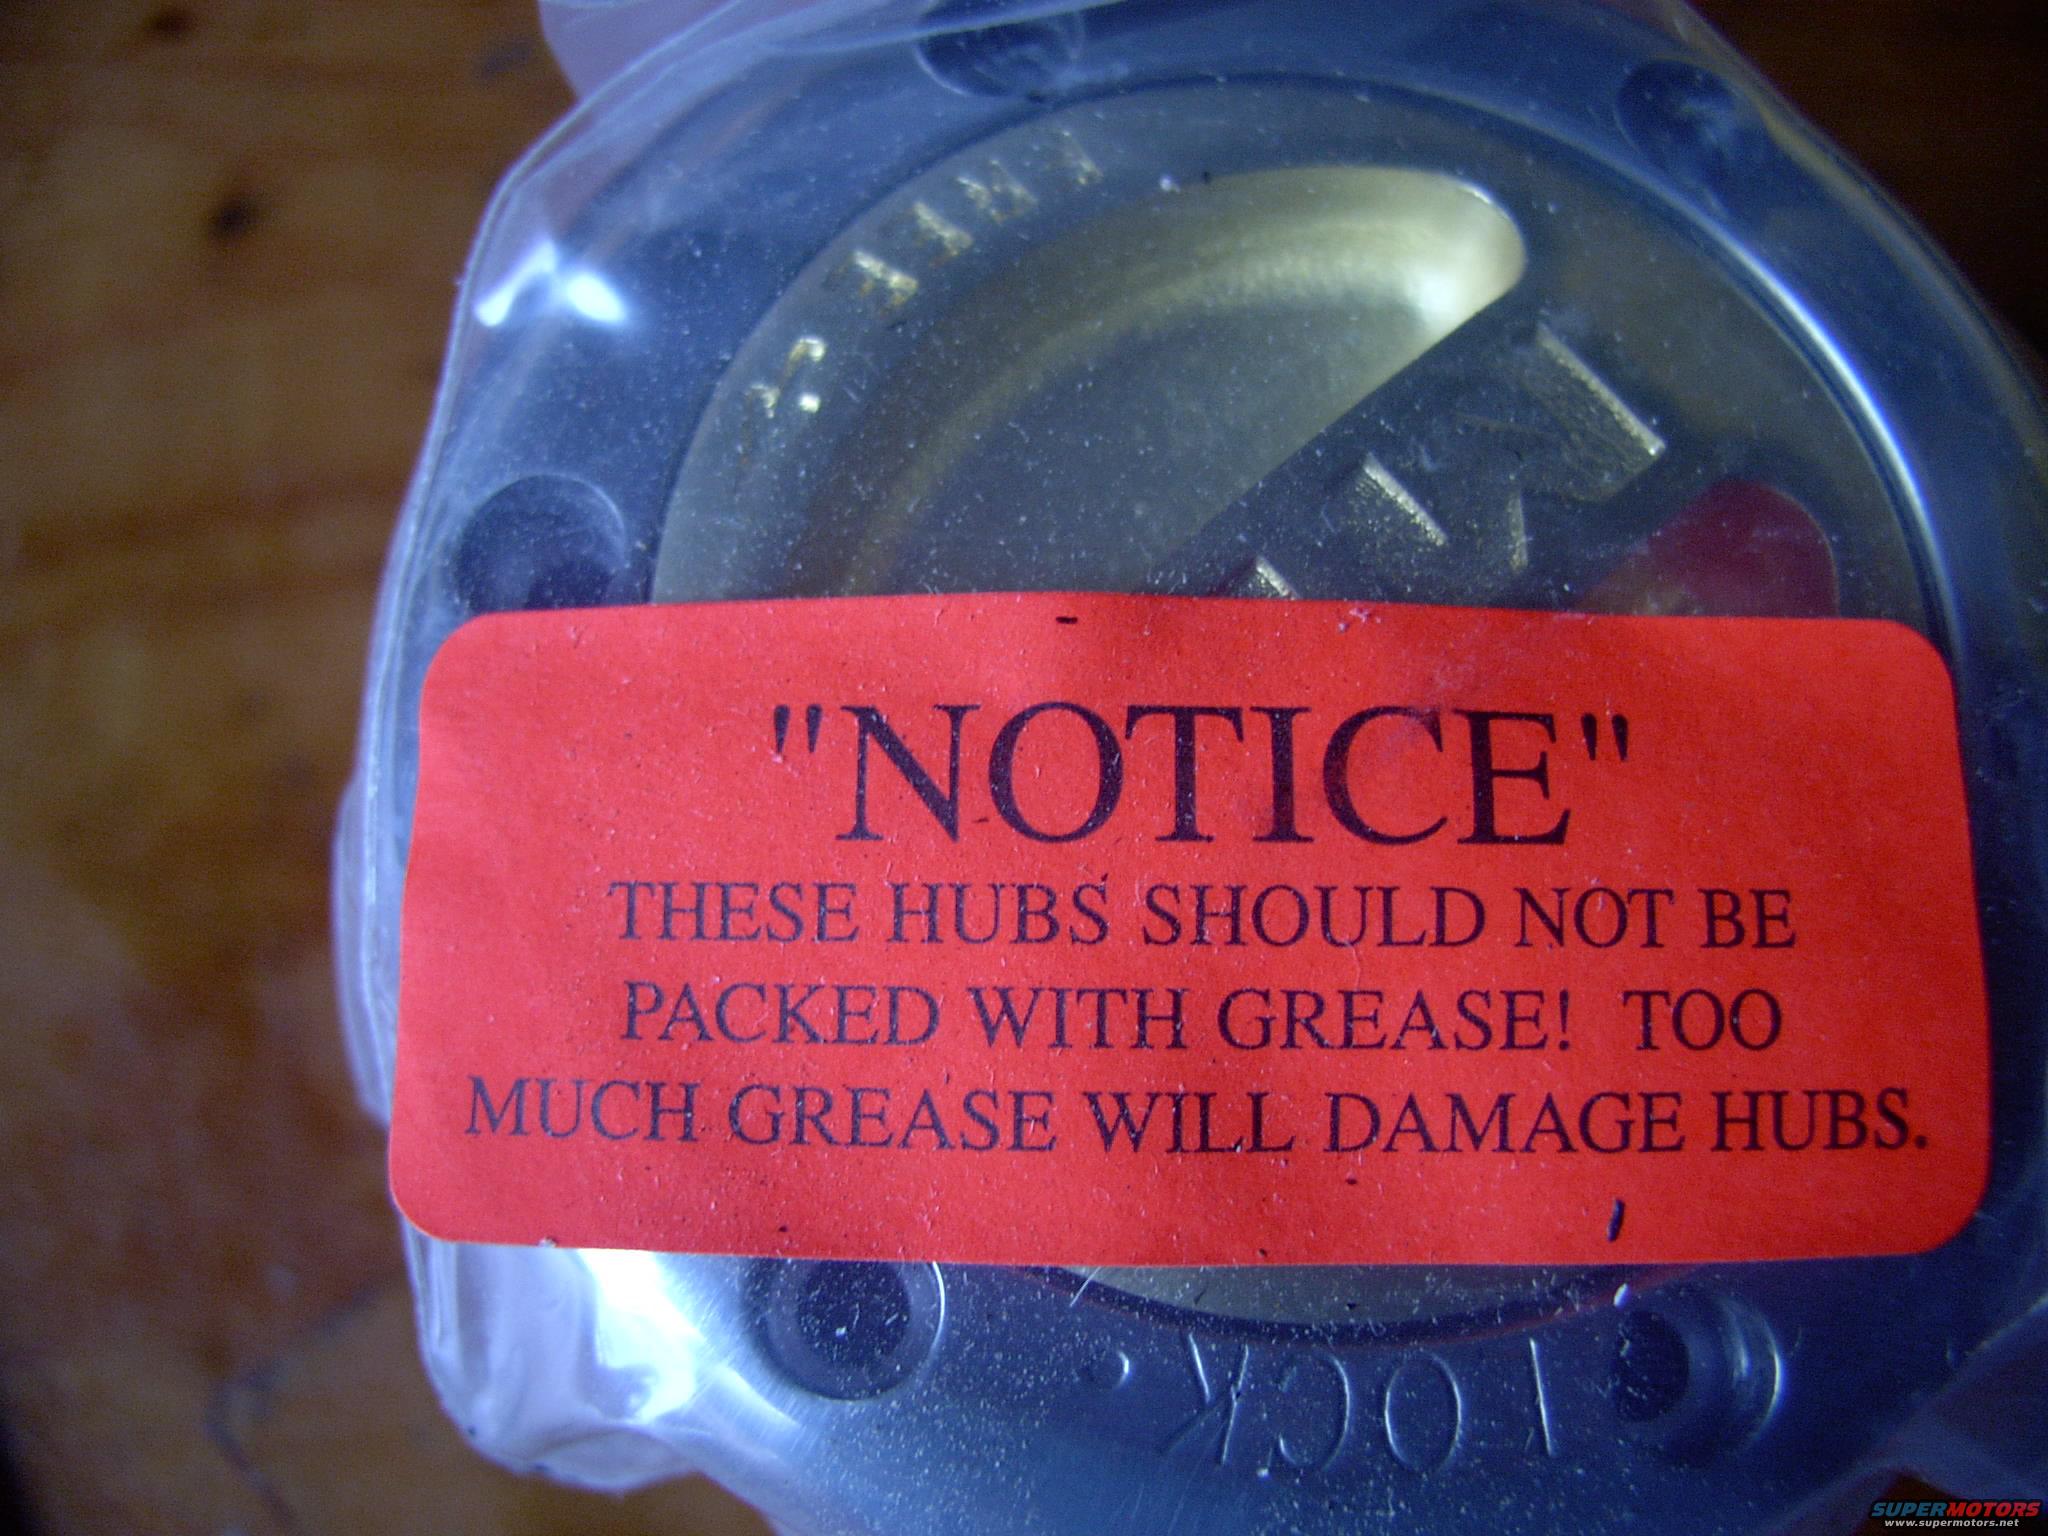 "NOTICE"
THESE HUBS SHOULD NOT BE
PACKED WITH GREASE!  TOO
MUCH GREASE WILL DAMAGE HUBS.
LOCK
SUPERMOTORS
www.supermotors.net